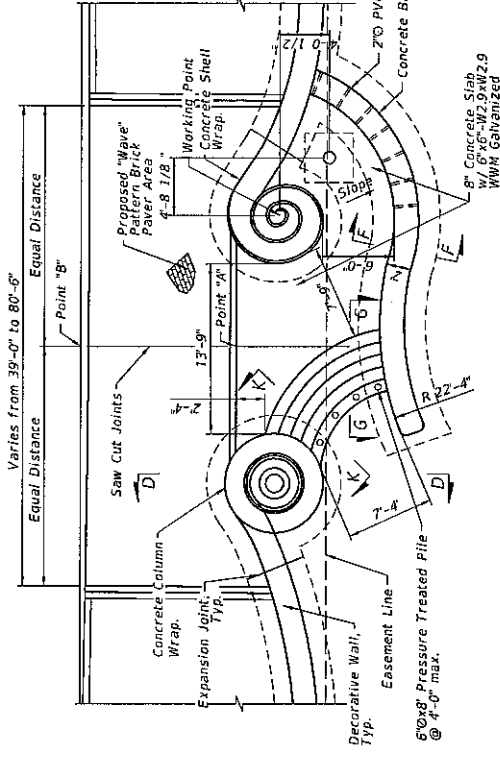 Varies from 39'-0" to 80'-6"
Equal Distance
Equal Distance
Point "B"
Saw Cut Joints
Proposed "Wave"
Pattern Brick
Paver Area
Working Point
Concrete Shell
Wrap.
4'-8 1/8"
4'-0 1/2"
2"∅ PV
Concrete B
13'-9"
Point "A"
2'-4"
Concrete Column
Wrap.
Expansion Joint,
Typ.
D
K
Slope
F
6'-0"
G
2'
F
8" Concrete Slab
w/ 6"x6"-W2.9xW2.9
WWM Galvanized
Decorative Wall,
Typ.
Easement Line
G
K
7'-4"
R 22'-4"
D
6"∅x8' Pressure Treated Pile
@ 4'-0" max.